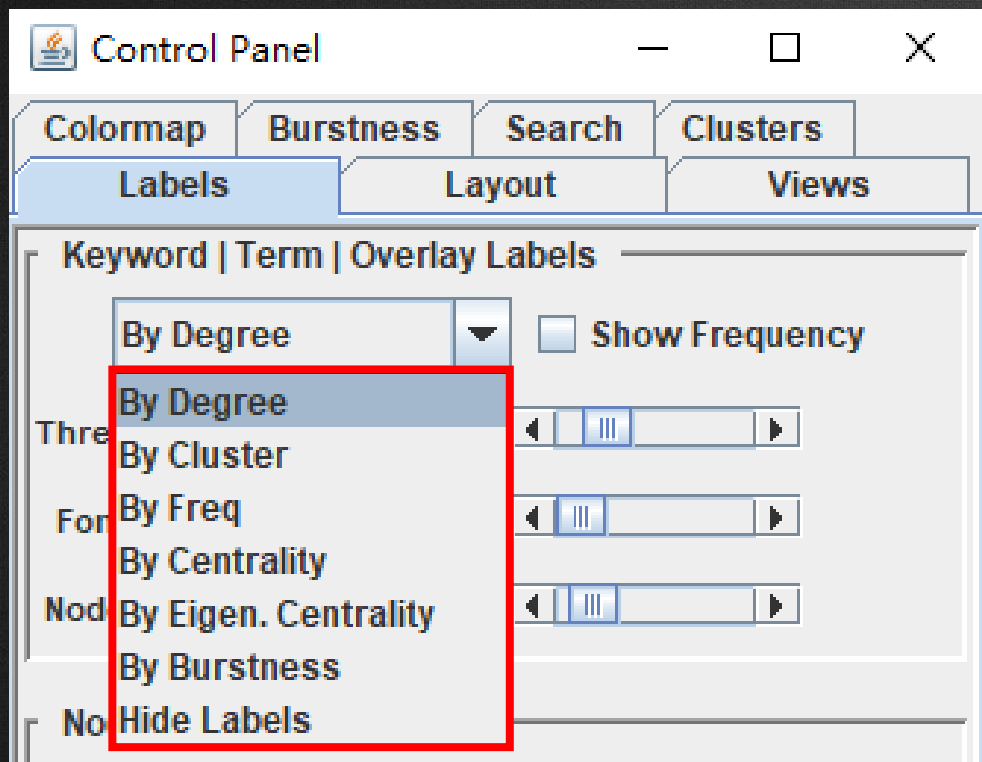 Control Panel
Colormap Burstness Search Clusters
Labels Layout Views
Keyword | Term | Overlay Labels
By Degree Show Frequency
By Degree
By Cluster
By Freq
By Centrality
By Eigen. Centrality
By Burstness
Hide Labels